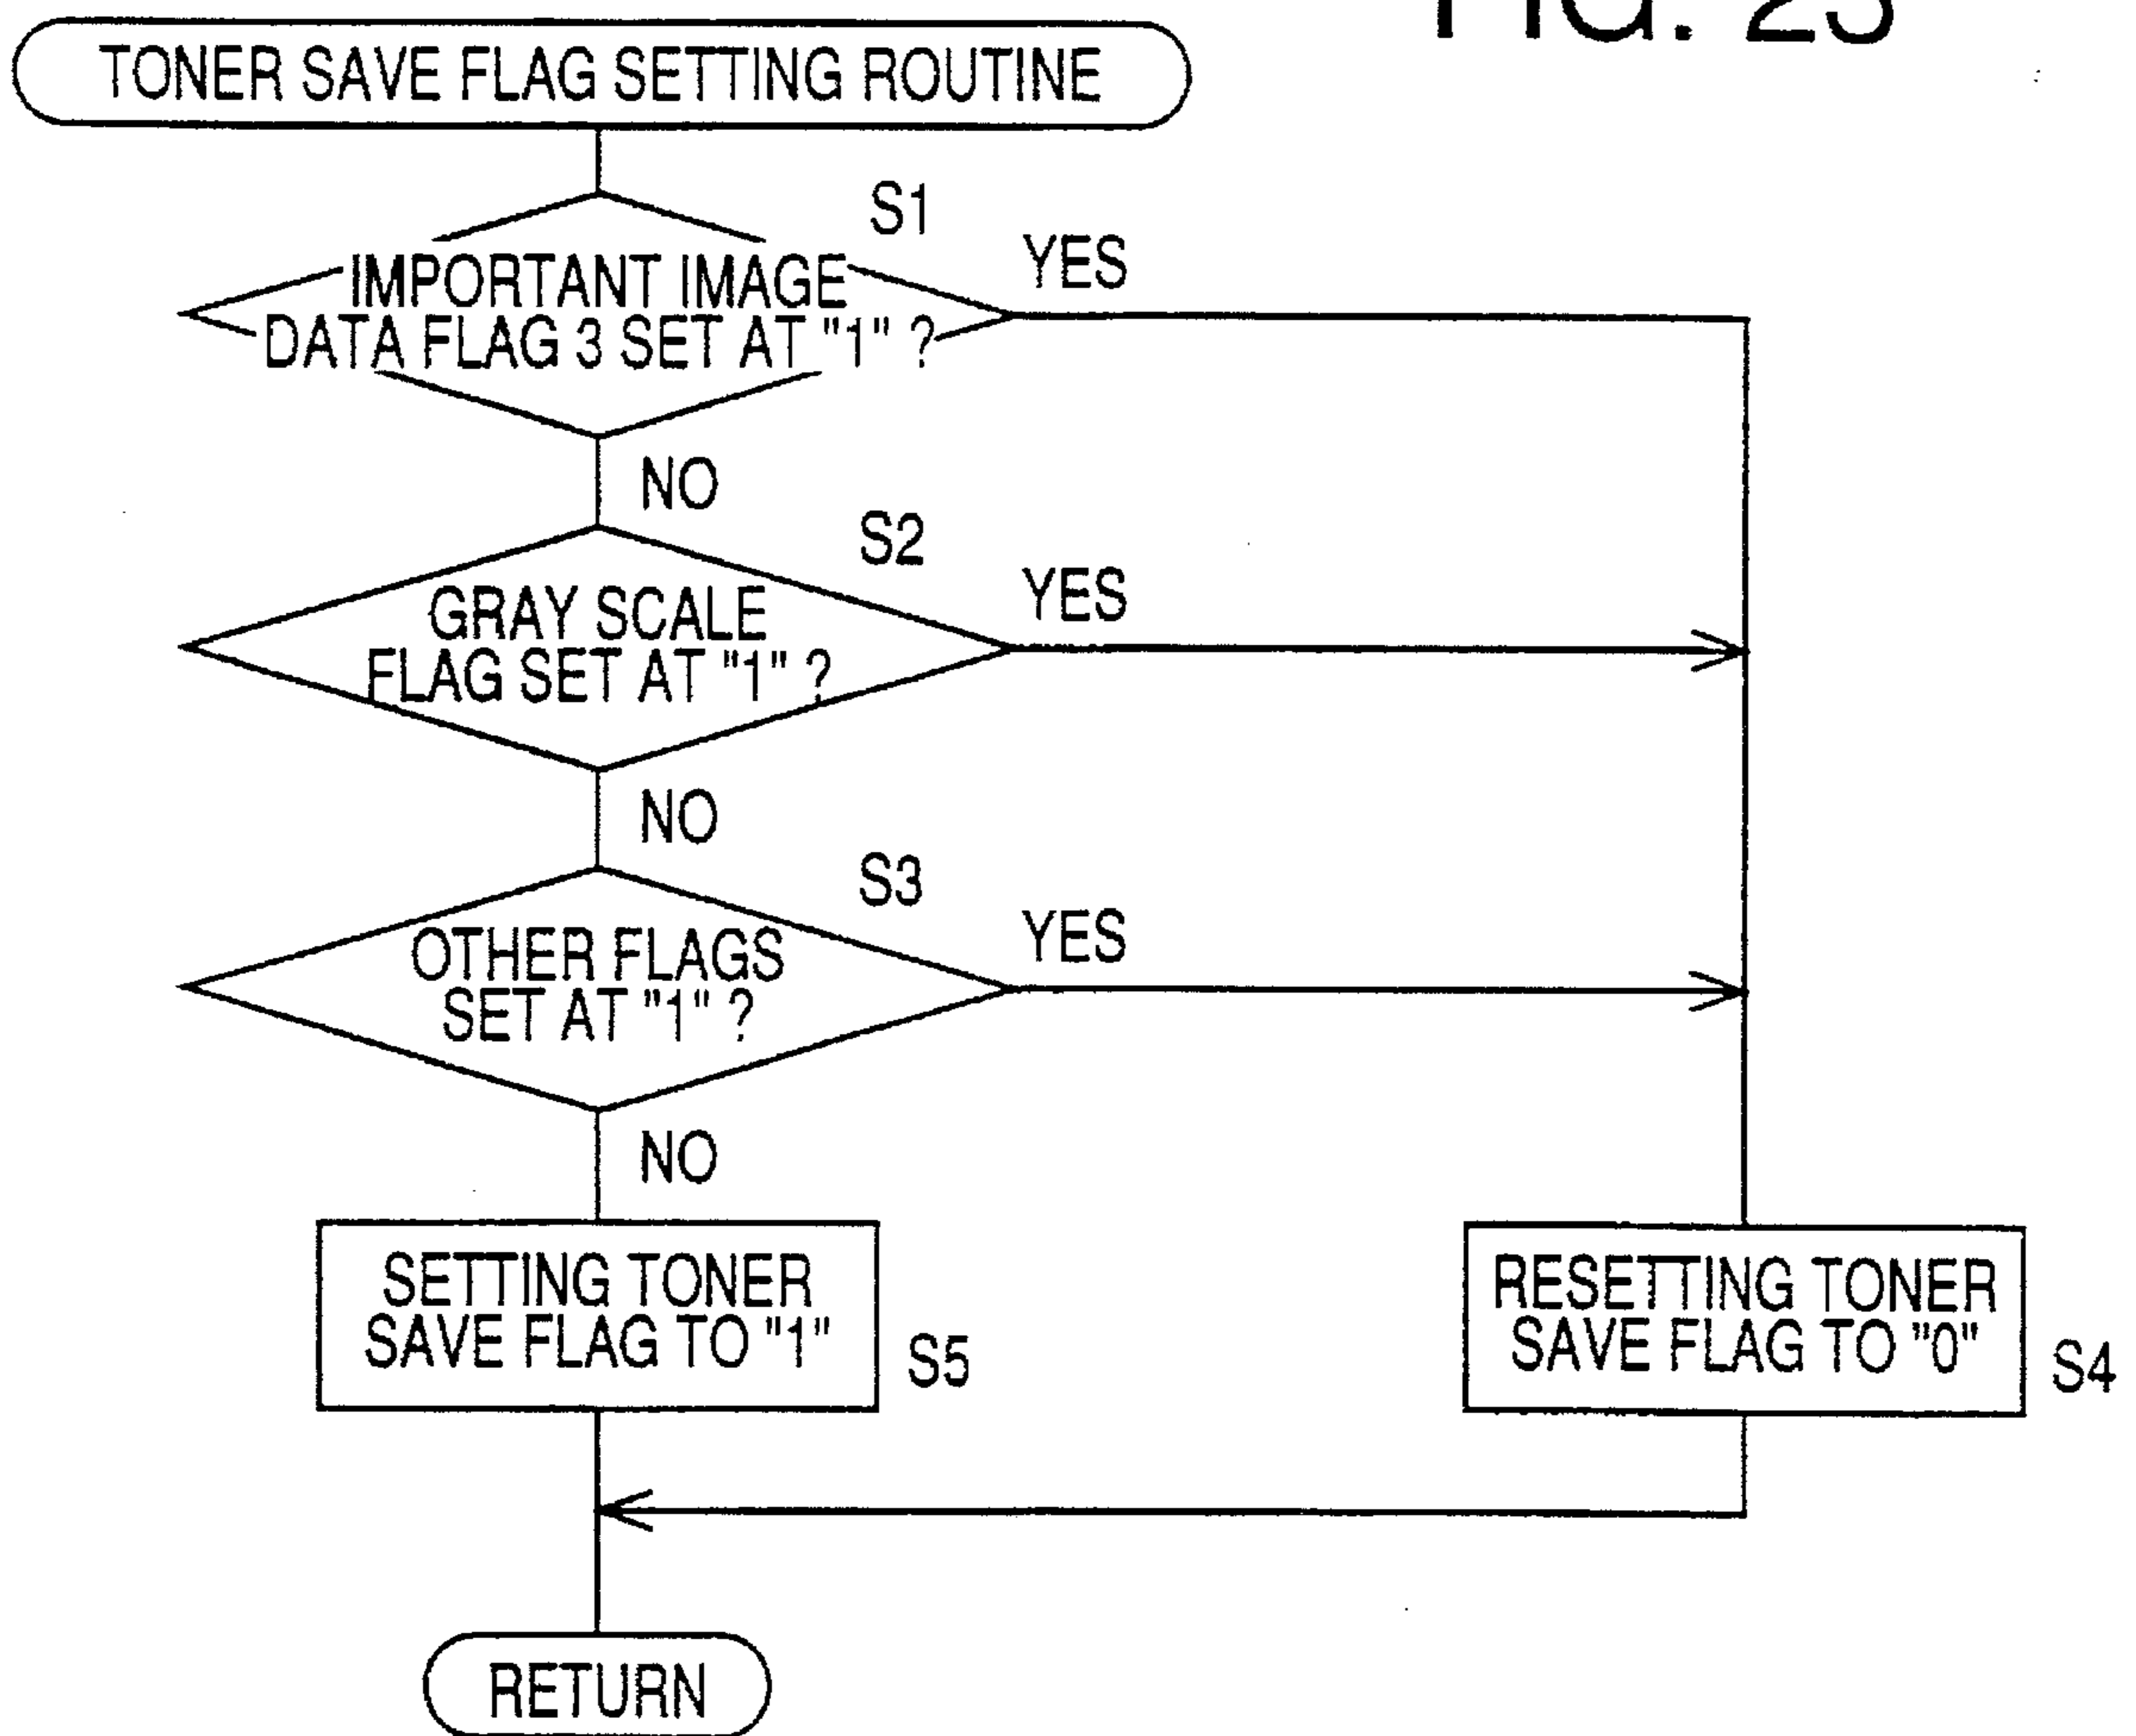 FIG. 23
TONER SAVE FLAG SETTING ROUTINE
S1
IMPORTANT IMAGE
DATA FLAG 3 SET AT "1" ?
YES
NO
S2
GRAY SCALE
FLAG SET AT "1" ?
YES
NO
S3
OTHER FLAGS
SET AT "1" ?
YES
NO
SETTING TONER
SAVE FLAG TO "1"
S5
RESETTING TONER
SAVE FLAG TO "0"
S4
RETURN